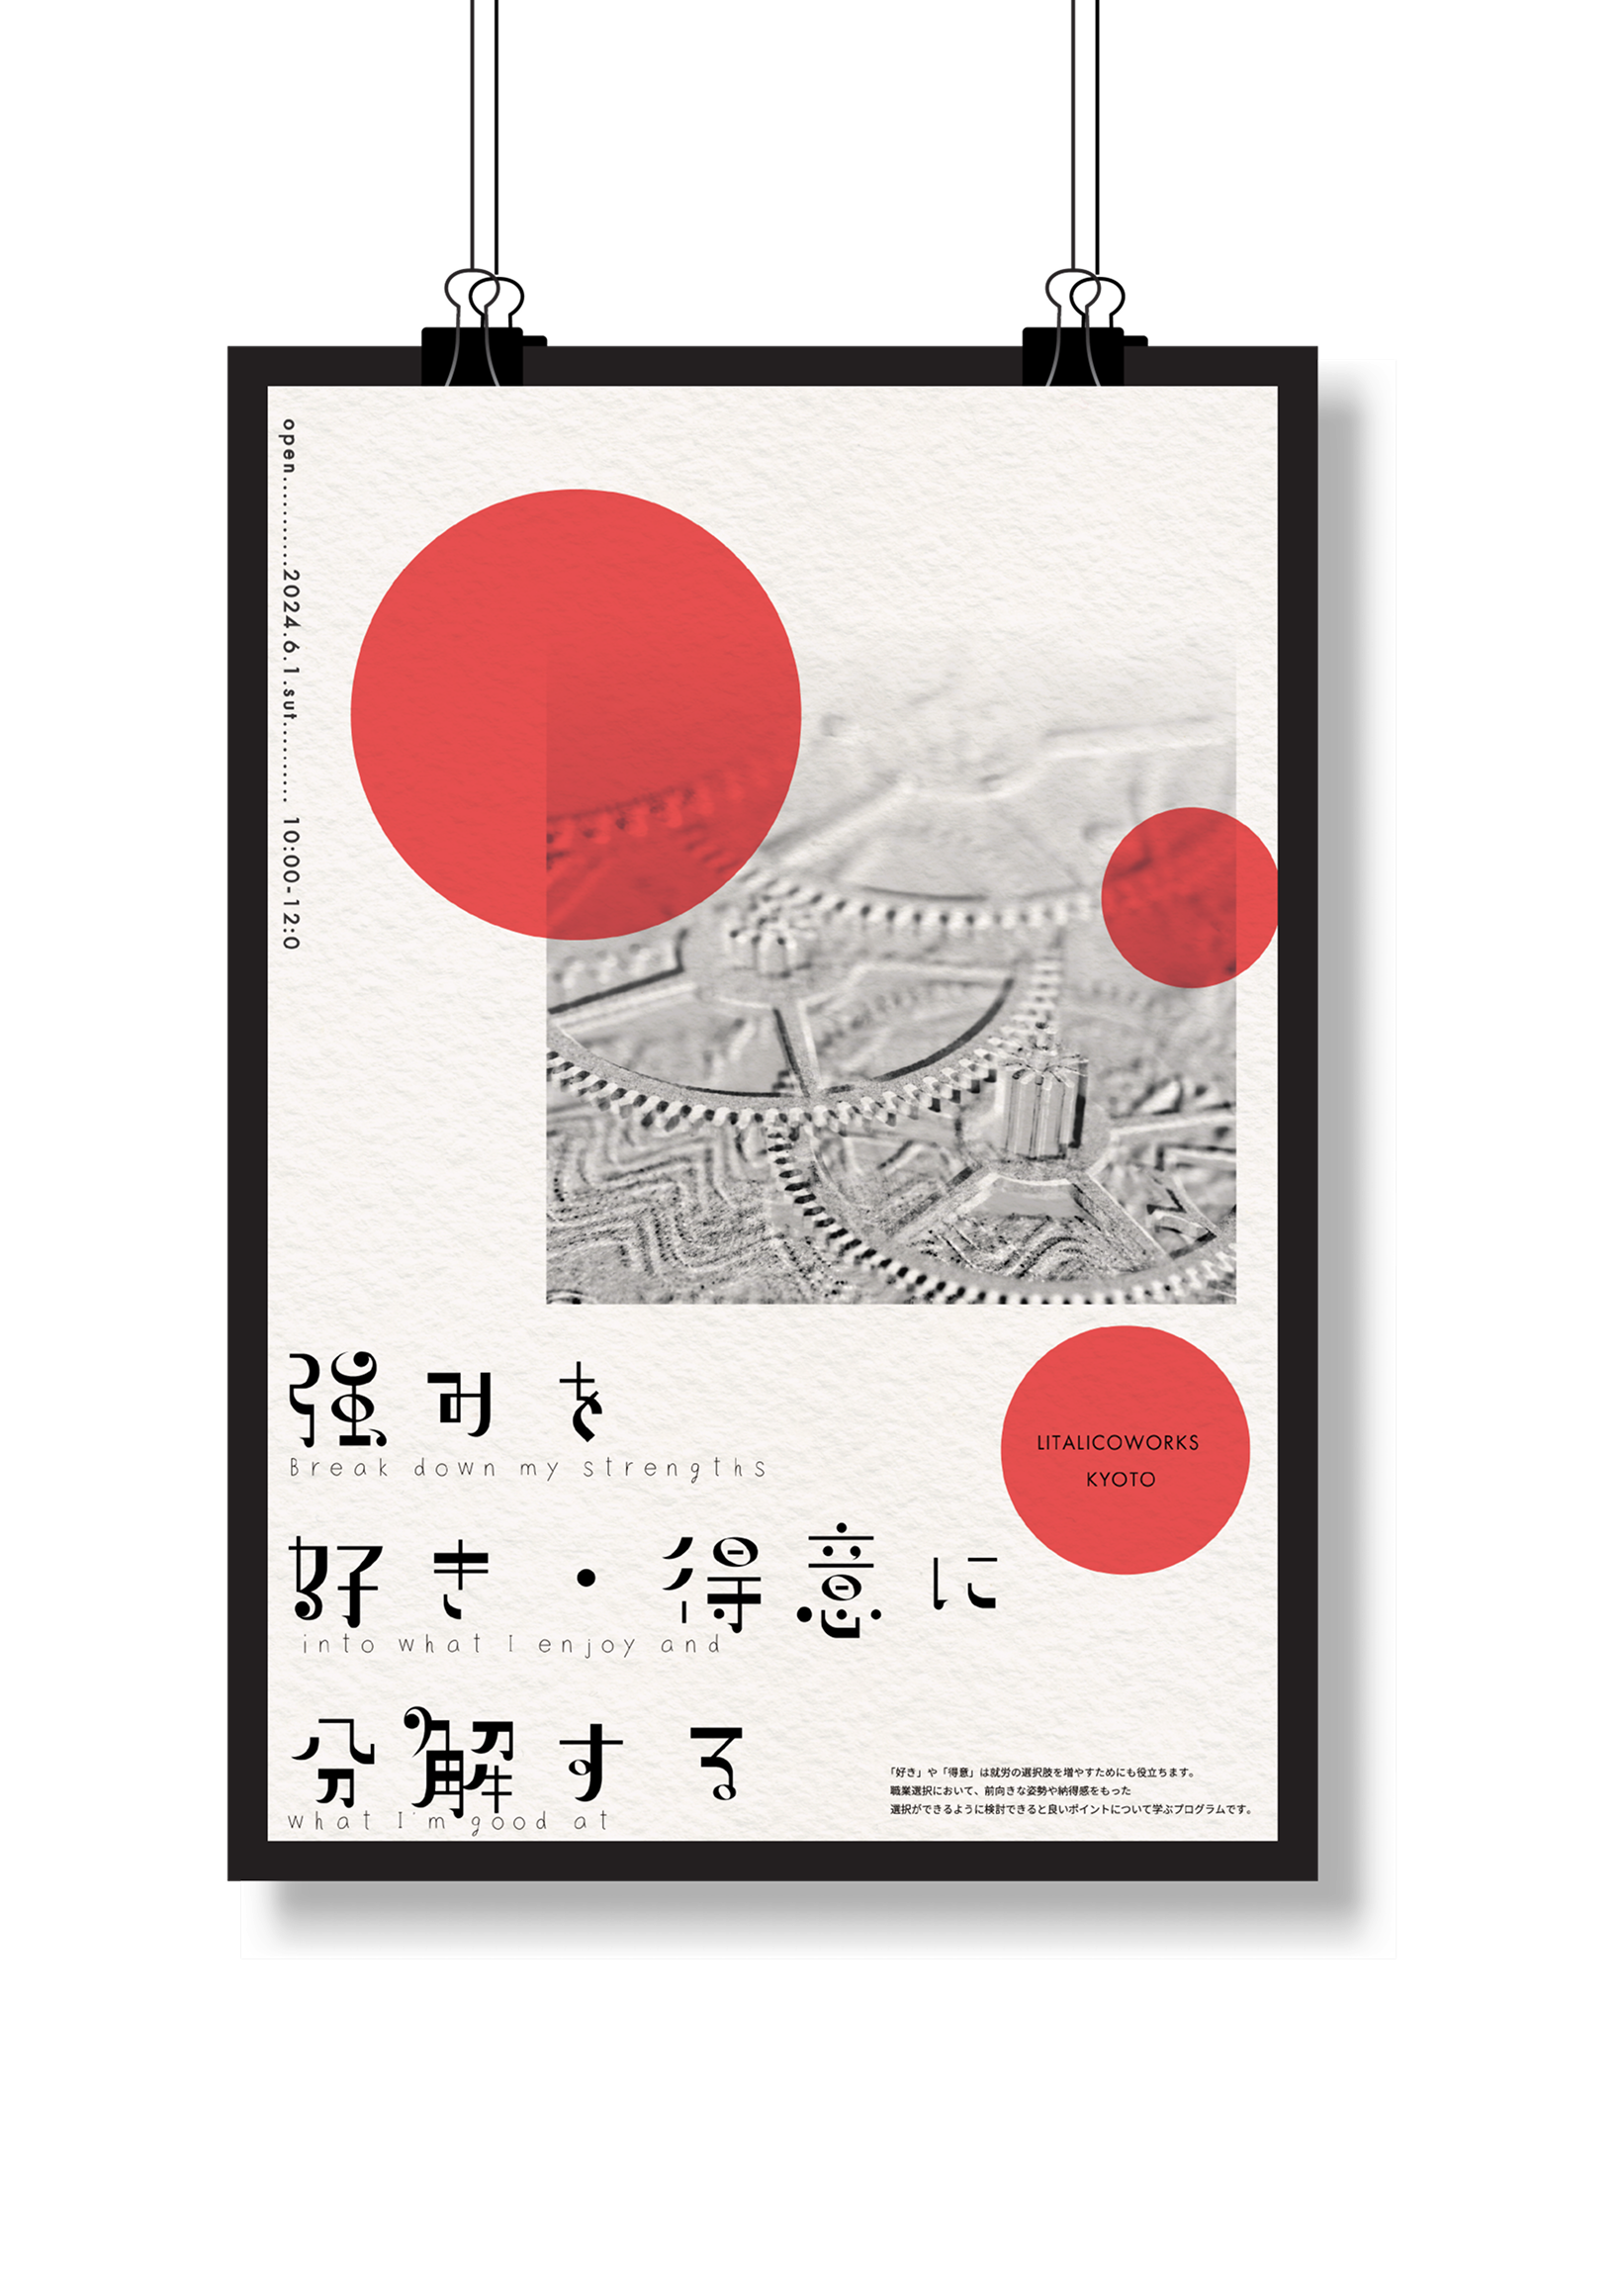 open............2024.6.1.sut.......... 10:00-12:0
強みを
Break down my strengths
好き・得意に
into what I enjoy and
分解する
what I'm good at
LITALICOWORKS
KYOTO
「好き」や「得意」は就労の選択肢を増やすためにも役立ちます。
職業選択において、前向きな姿勢や納得感をもった
選択ができるように検討できると良いポイントについて学ぶプログラムです。